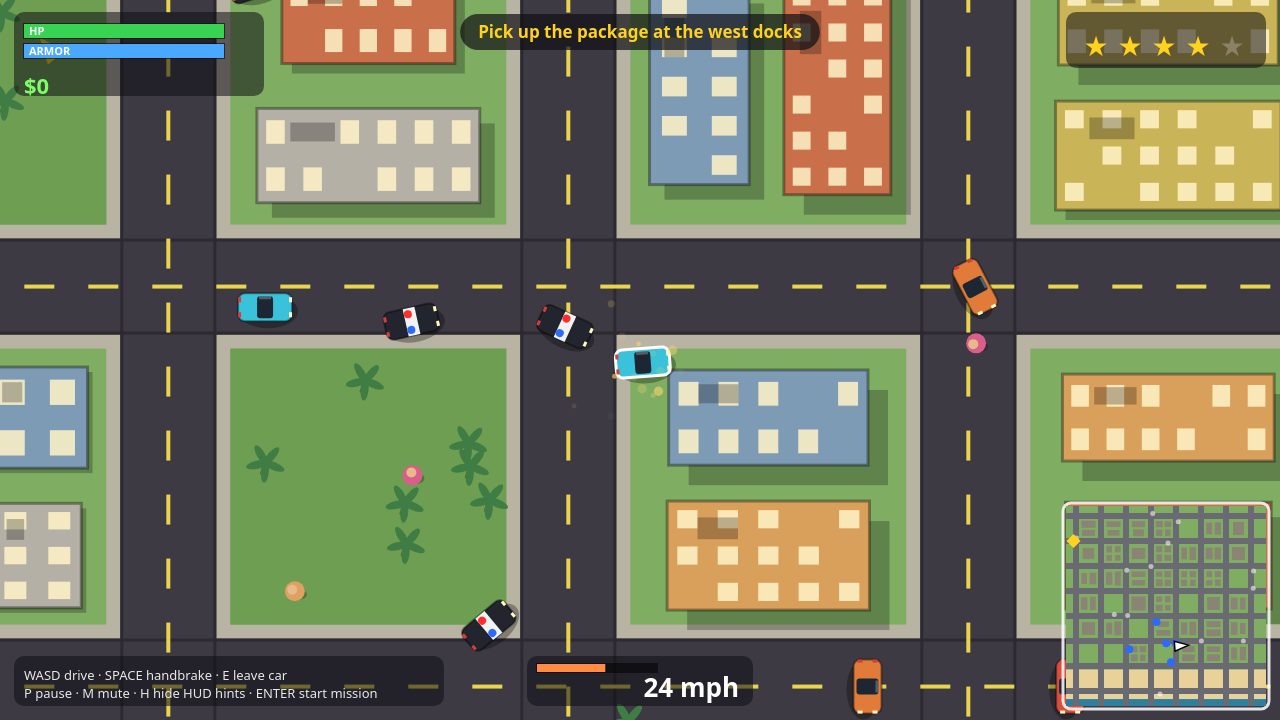 HP
ARMOR
$0
Pick up the package at the west docks
WASD drive · SPACE handbrake · E leave car
P pause · M mute · H hide HUD hints · ENTER start mission
24 mph